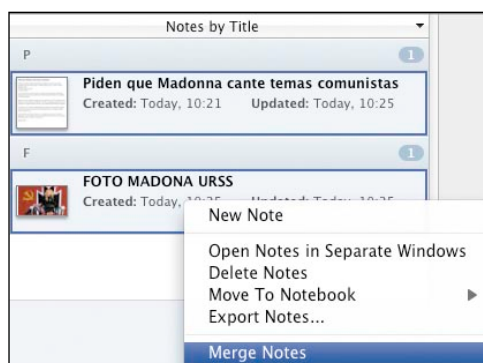 Notes by Title
P 1
Piden que Madonna cante temas comunistas
Created: Today, 10:21 Updated: Today, 10:25
F 1
FOTO MADONA URSS
Created: Today,
New Note
Open Notes in Separate Windows
Delete Notes
Move To Notebook
Export Notes...
Merge Notes